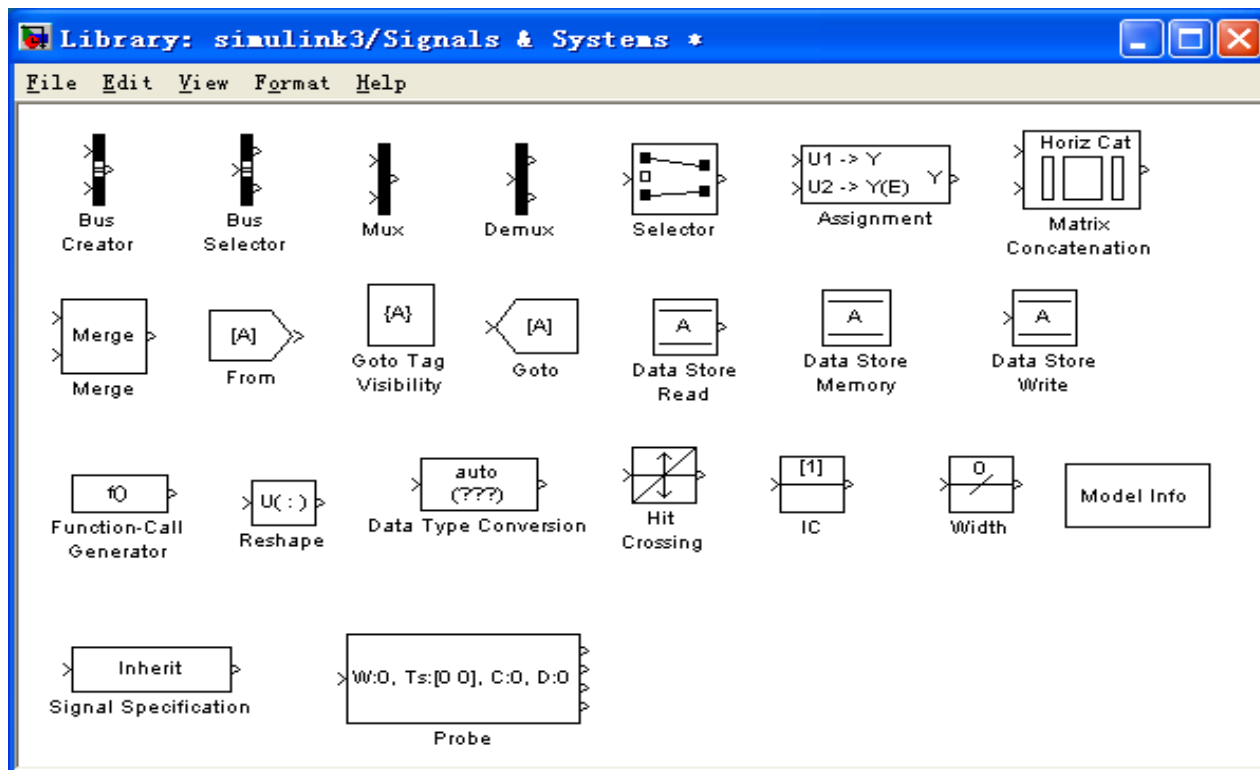 Library: simulink3/Signals & Systems *
File Edit View Format Help
Bus
Creator
Bus
Selector
Mux
Demux
Selector
U1 -> Y
U2 -> Y(E)
Y
Assignment
Horiz Cat
Matrix
Concatenation
Merge
Merge
[A]
From
{A}
Goto Tag
Visibility
[A]
Goto
A
Data Store
Read
A
Data Store
Memory
A
Data Store
Write
f()
Function-Call
Generator
U( : )
Reshape
auto
(???)
Data Type Conversion
Hit
Crossing
[1]
IC
0
Width
Model Info
Inherit
Signal Specification
W:0, Ts:[0 0], C:0, D:0
Probe